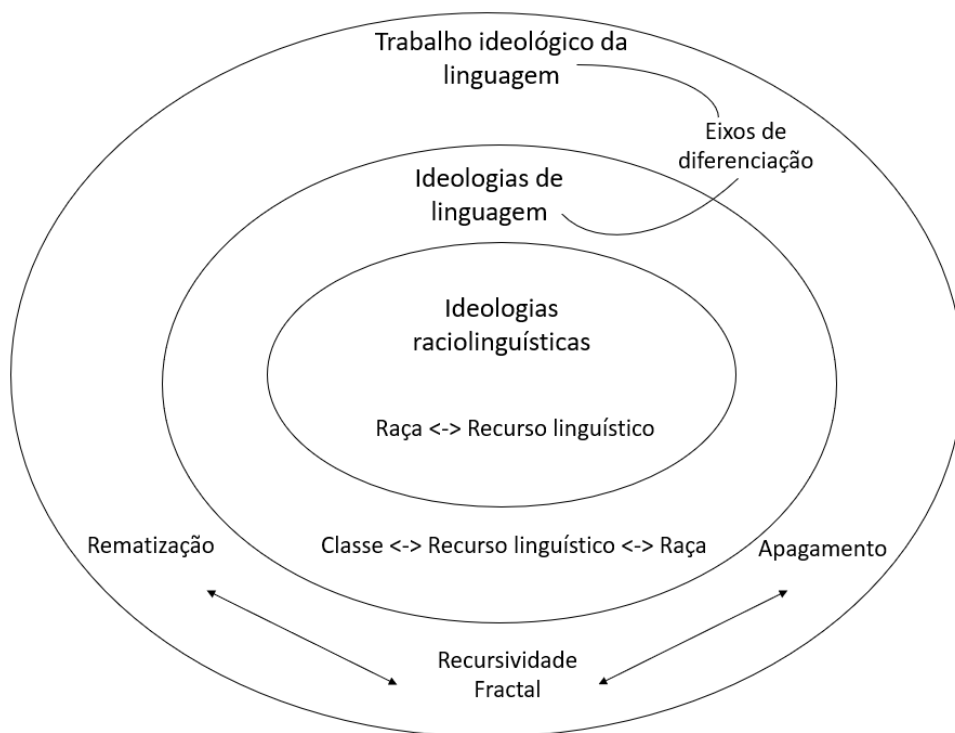 Trabalho ideológico da
linguagem
Eixos de
diferenciação
Ideologias de
linguagem
Ideologias
raciolinguísticas
Raça <-> Recurso linguístico
Classe <-> Recurso linguístico <-> Raça
Rematização
Apagamento
Recursividade
Fractal